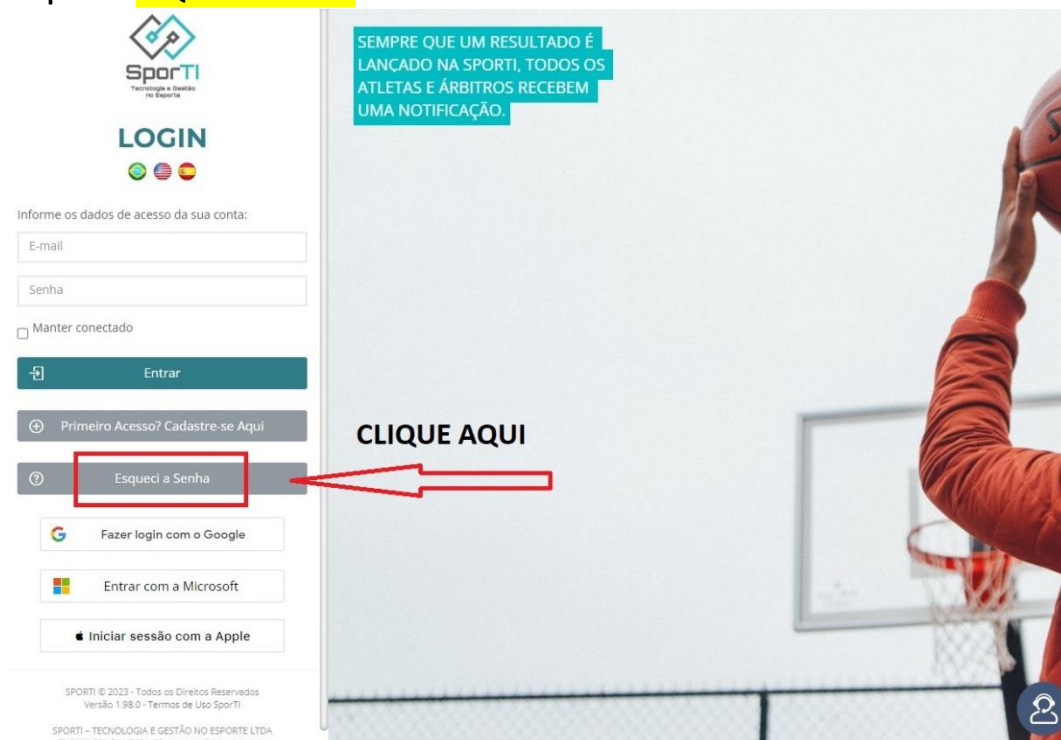 SporTI
Tecnologia e Gestão
no Esporte
LOGIN
Informe os dados de acesso da sua conta:
E-mail
Senha
Manter conectado
Entrar
Primeiro Acesso? Cadastre-se Aqui
Esqueci a Senha
Fazer login com o Google
Entrar com a Microsoft
Iniciar sessão com a Apple
SPORTI © 2023 - Todos os Direitos Reservados
Versão 1.98.0 - Termos de Uso SporTI
SPORTI – TECNOLOGIA E GESTÃO NO ESPORTE LTDA
SEMPRE QUE UM RESULTADO É
LANÇADO NA SPORTI, TODOS OS
ATLETAS E ÁRBITROS RECEBEM
UMA NOTIFICAÇÃO.
CLIQUE AQUI